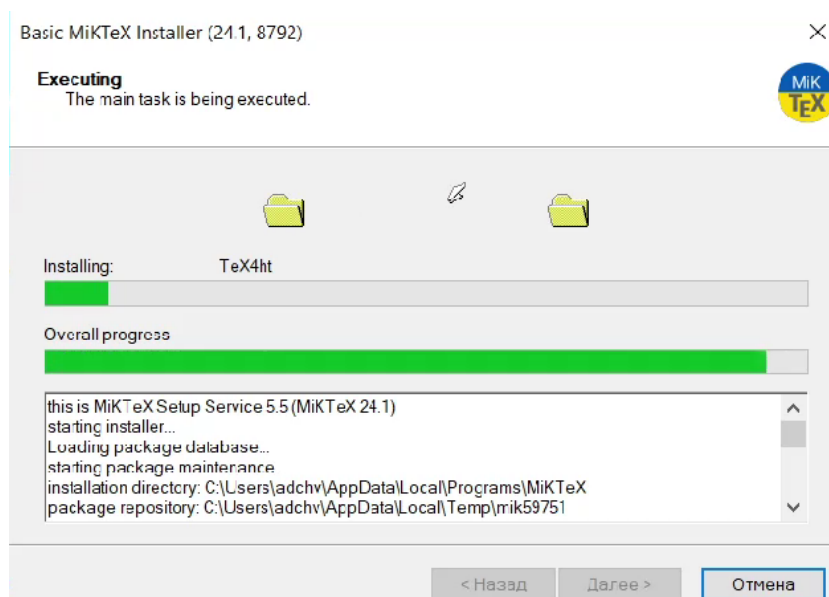 Basic MiKTeX Installer (24.1, 8792)
Executing
The main task is being executed.
MiK
TEX
Installing: TeX4ht
Overall progress
this is MiKTeX Setup Service 5.5 (MiKTeX 24.1)
starting installer...
Loading package database...
starting package maintenance
installation directory: C:\Users\adchv\AppData\Local\Programs\MiKTeX
package repository: C:\Users\adchv\AppData\Local\Temp\mik59751
< Назад Далее > Отмена